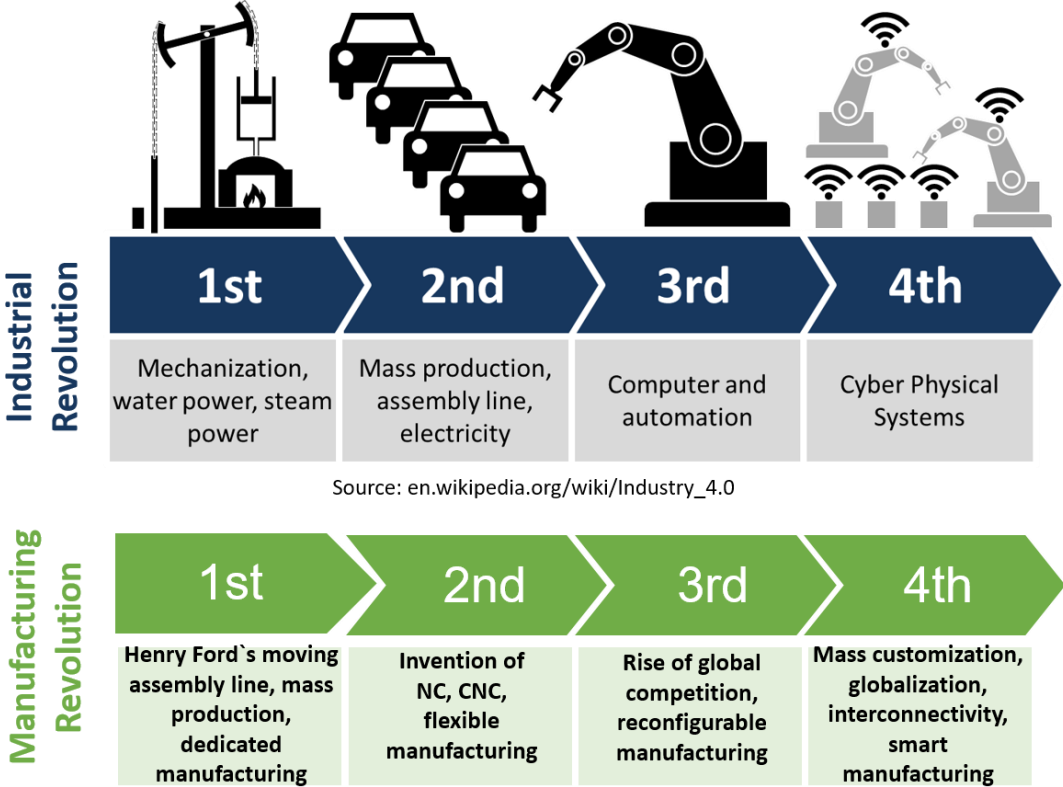 Industrial
Revolution
1st
2nd
3rd
4th
Mechanization,
water power, steam
power
Mass production,
assembly line,
electricity
Computer and
automation
Cyber Physical
Systems
Source: en.wikipedia.org/wiki/Industry_4.0
Manufacturing
Revolution
1st
2nd
3rd
4th
Henry Ford`s moving
assembly line, mass
production,
dedicated
manufacturing
Invention of
NC, CNC,
flexible
manufacturing
Rise of global
competition,
reconfigurable
manufacturing
Mass customization,
globalization,
interconnectivity,
smart
manufacturing